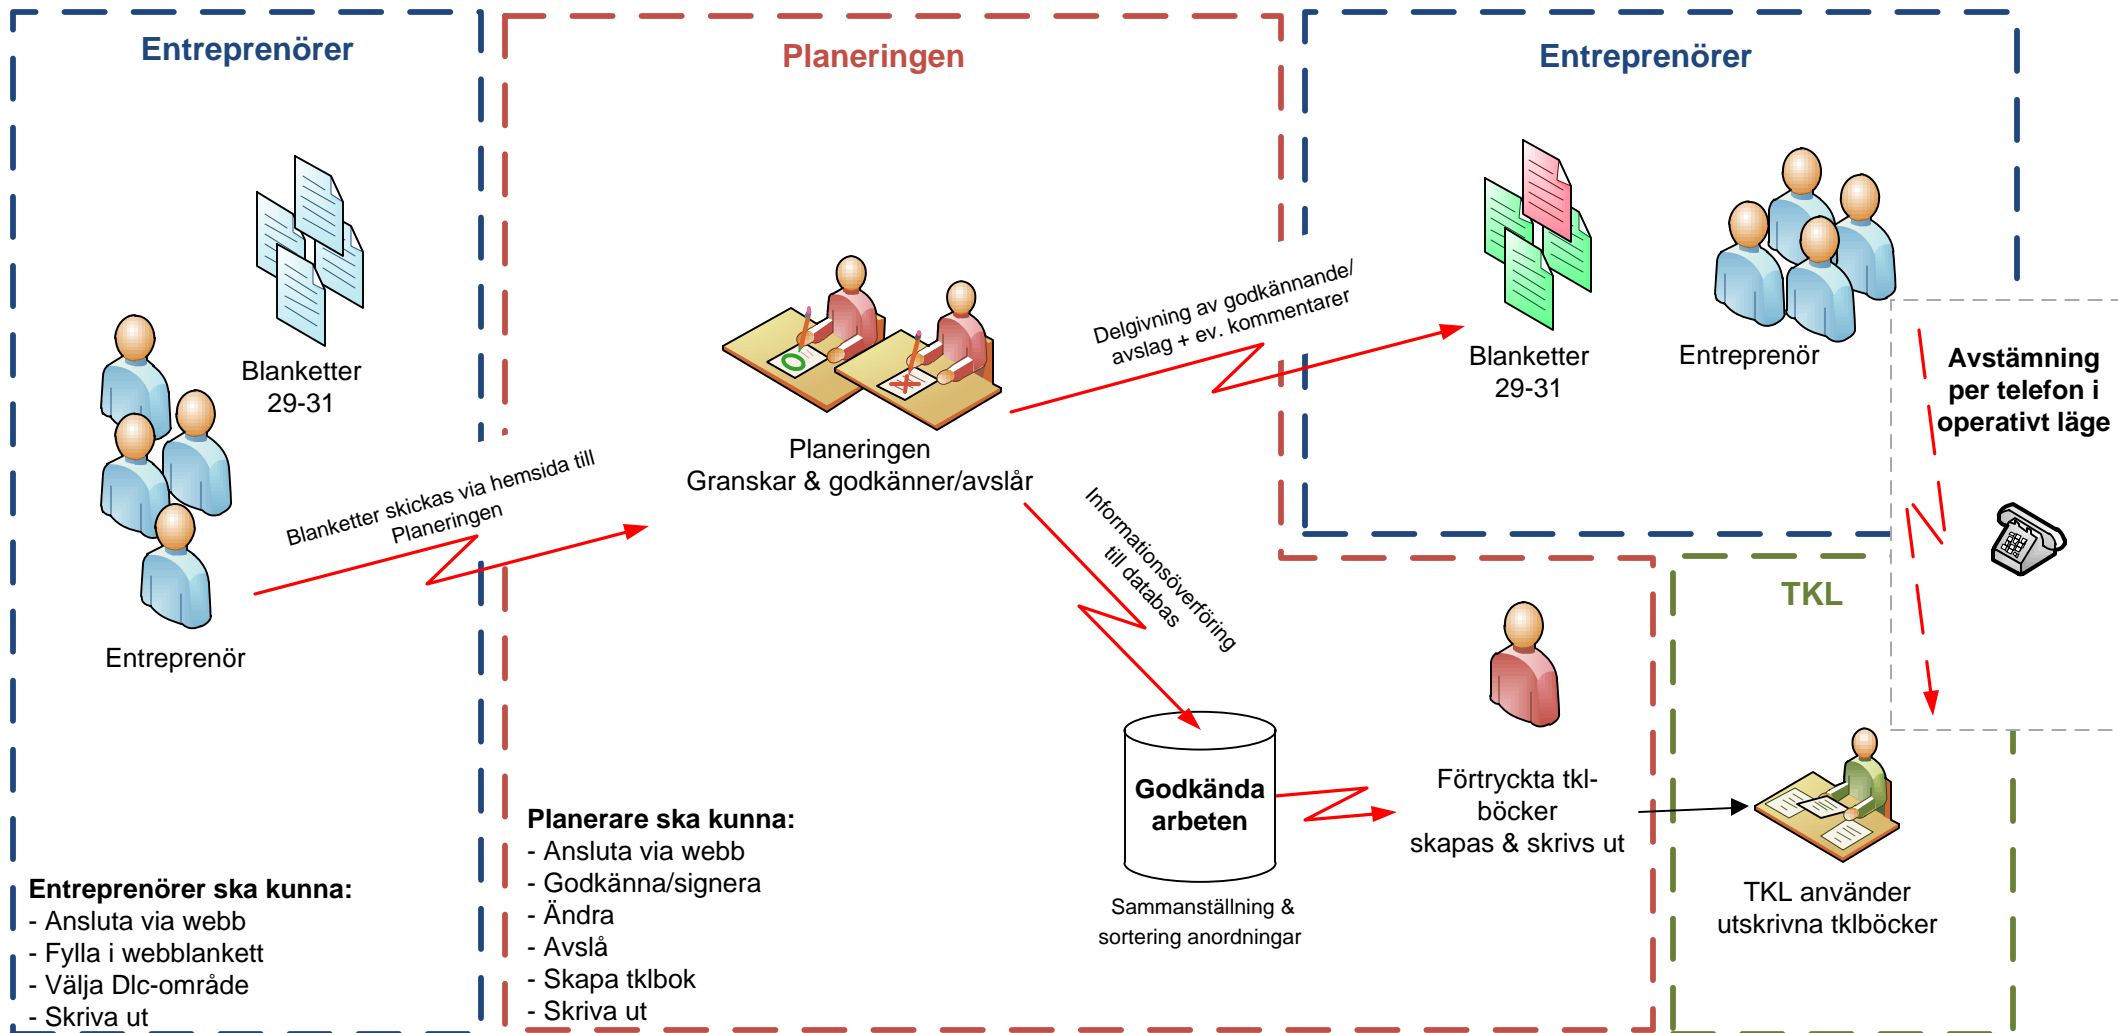 Entreprenörer
Blanketter
29-31
Entreprenör
Blanketter skickas via hemsida till
Planeringen
Entreprenörer ska kunna:
- Ansluta via webb
- Fylla i webblankett
- Välja Dlc-område
- Skriva ut
Planeringen
Planeringen
Granskar & godkänner/avslår
Delgivning av godkännande/
avslag + ev. kommentarer
Informationsöverföring
till databas
Planerare ska kunna:
- Ansluta via webb
- Godkänna/signera
- Ändra
- Avslå
- Skapa tklbok
- Skriva ut
Godkända
arbeten
Sammanställning &
sortering anordningar
Förtryckta tkl-
böcker
skapas & skrivs ut
Entreprenörer
Blanketter
29-31
Entreprenör
Avstämning
per telefon i
operativt läge
TKL
TKL använder
utskrivna tklböcker